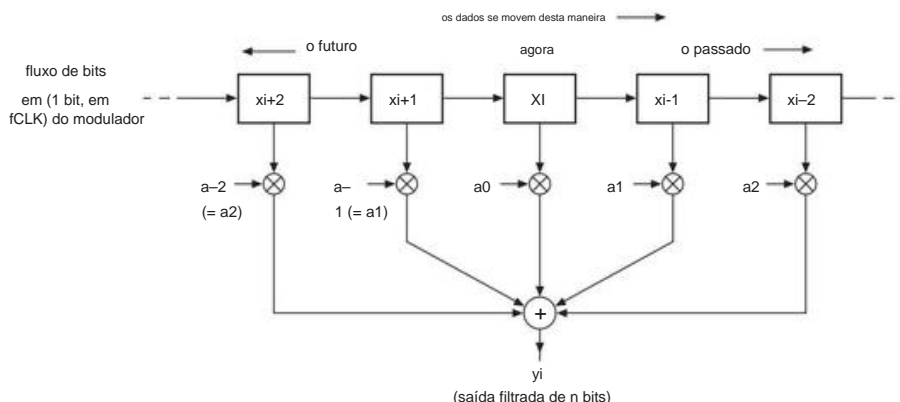 os dados se movem desta maneira
o futuro
agora
o passado
fluxo de bits
em (1 bit, em
fCLK) do modulador
xi+2
xi+1
XI
xi-1
xi–2
a–2
(= a2)
a–
1 (= a1)
a0
a1
a2
+
yi
(saída filtrada de n bits)